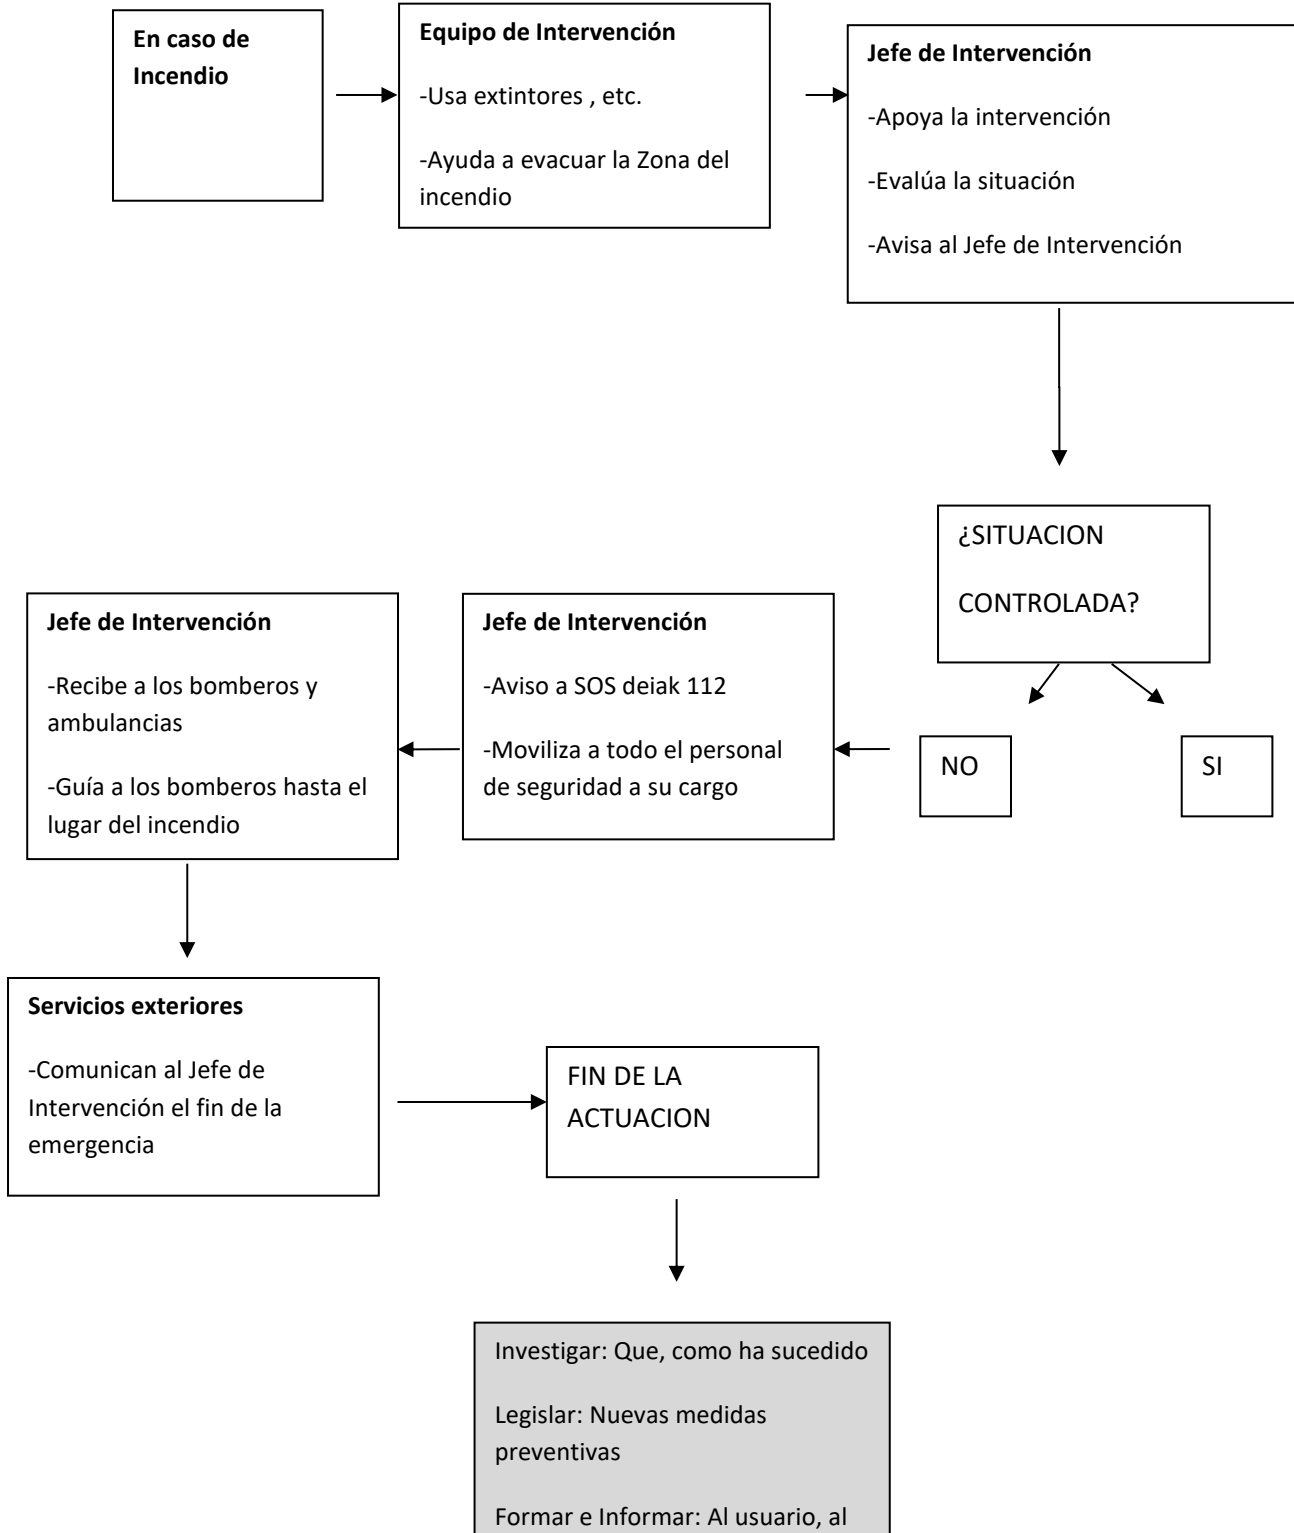 En caso de
Incendio
Equipo de Intervención
-Usa extintores , etc.
-Ayuda a evacuar la Zona del
incendio
Jefe de Intervención
-Apoya la intervención
-Evalúa la situación
-Avisa al Jefe de Intervención
¿SITUACION
CONTROLADA?
NO
SI
Jefe de Intervención
-Aviso a SOS deiak 112
-Moviliza a todo el personal
de seguridad a su cargo
Jefe de Intervención
-Recibe a los bomberos y
ambulancias
-Guía a los bomberos hasta el
lugar del incendio
Servicios exteriores
-Comunican al Jefe de
Intervención el fin de la
emergencia
FIN DE LA
ACTUACION
Investigar: Que, como ha sucedido
Legislar: Nuevas medidas
preventivas
Formar e Informar: Al usuario, al